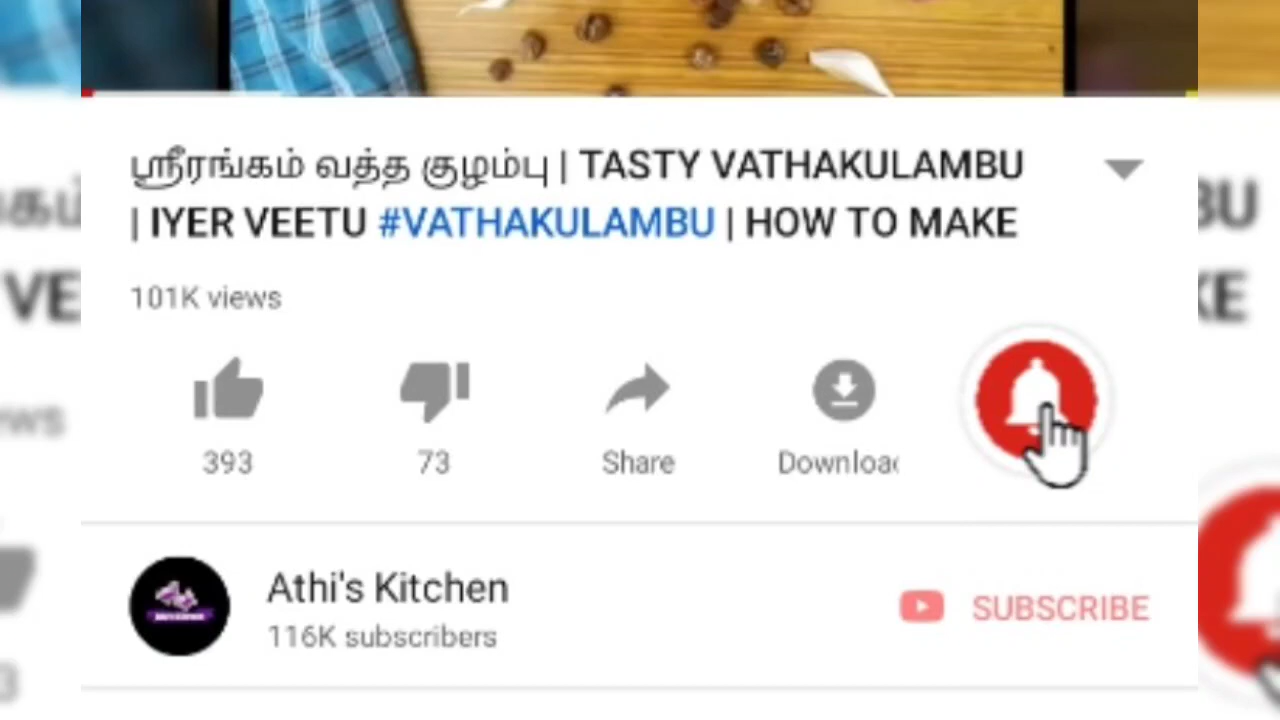 ஸ்ரீரங்கம் வத்த குழம்பு | TASTY VATHAKULAMBU
| IYER VEETU #VATHAKULAMBU | HOW TO MAKE
101K views
393
73
Share
Download
Athi's Kitchen
116K subscribers
SUBSCRIBE